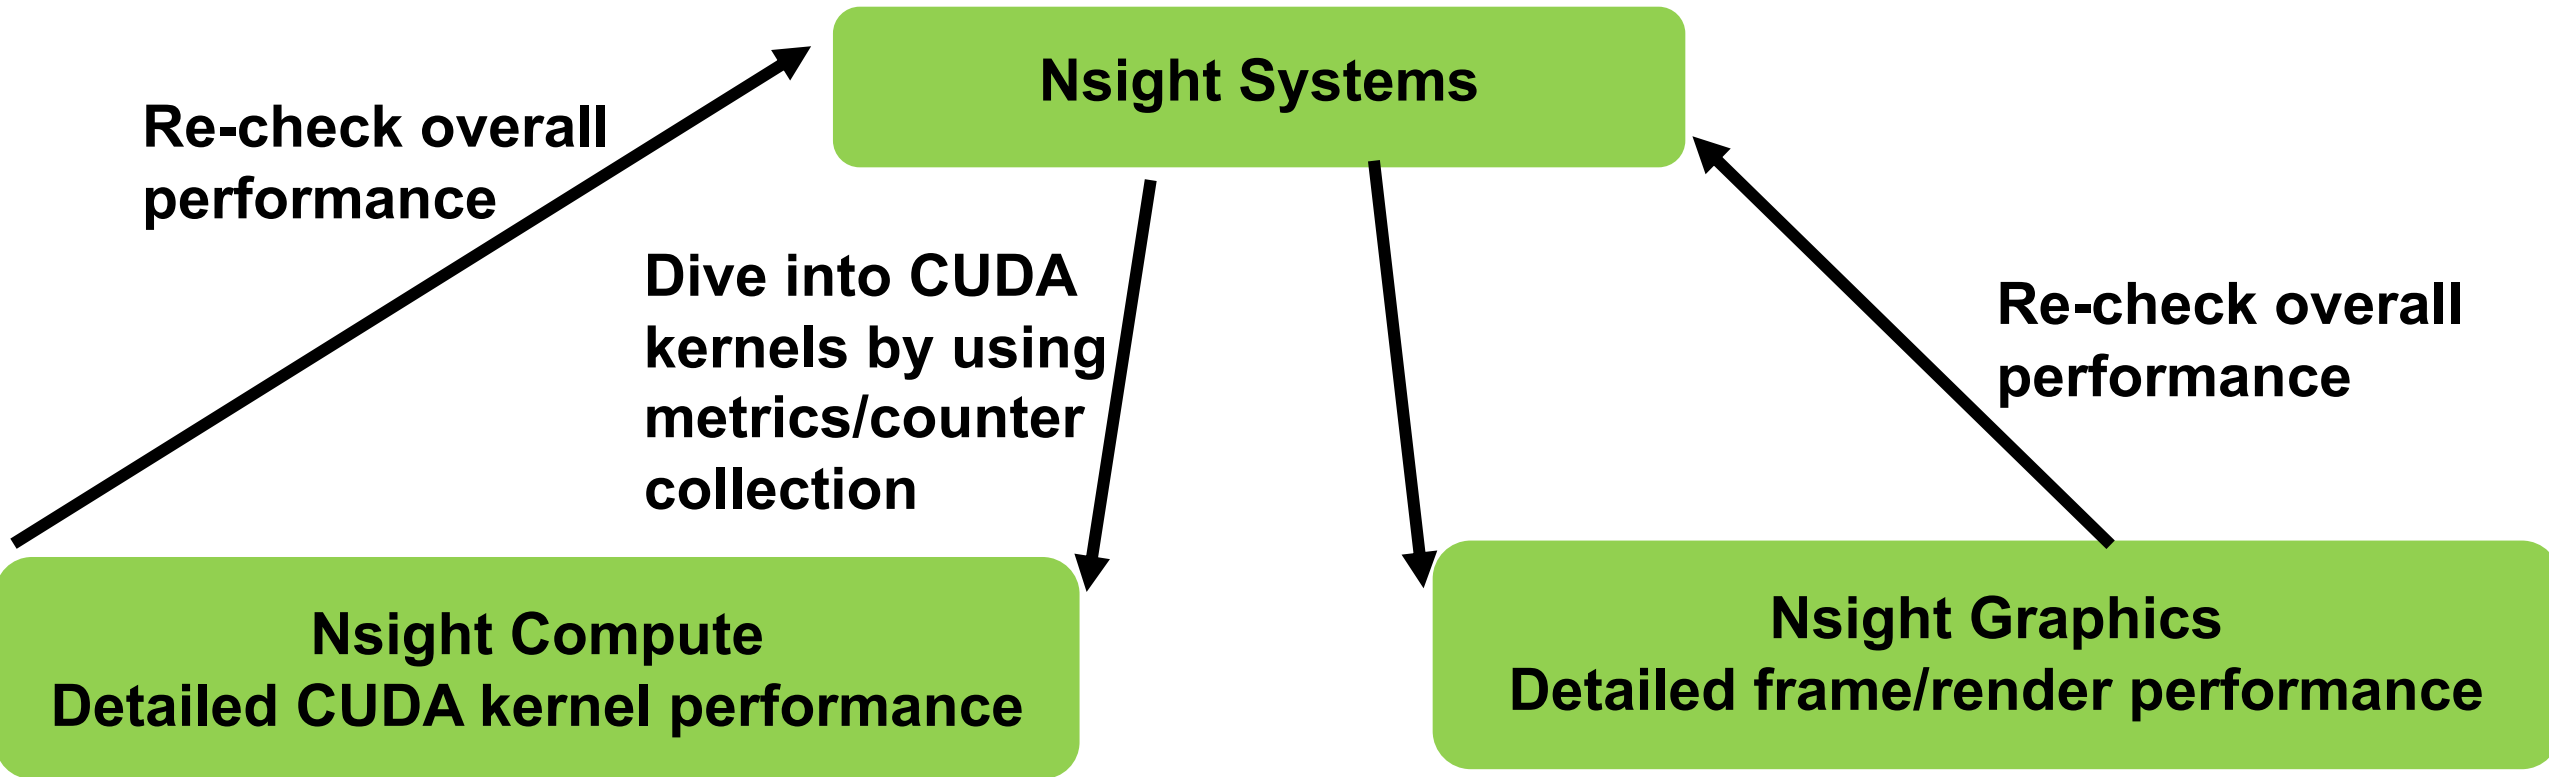 Nsight Systems
Re-check overall
performance
Dive into CUDA
kernels by using
metrics/counter
collection
Re-check overall
performance
Nsight Compute
Detailed CUDA kernel performance
Nsight Graphics
Detailed frame/render performance